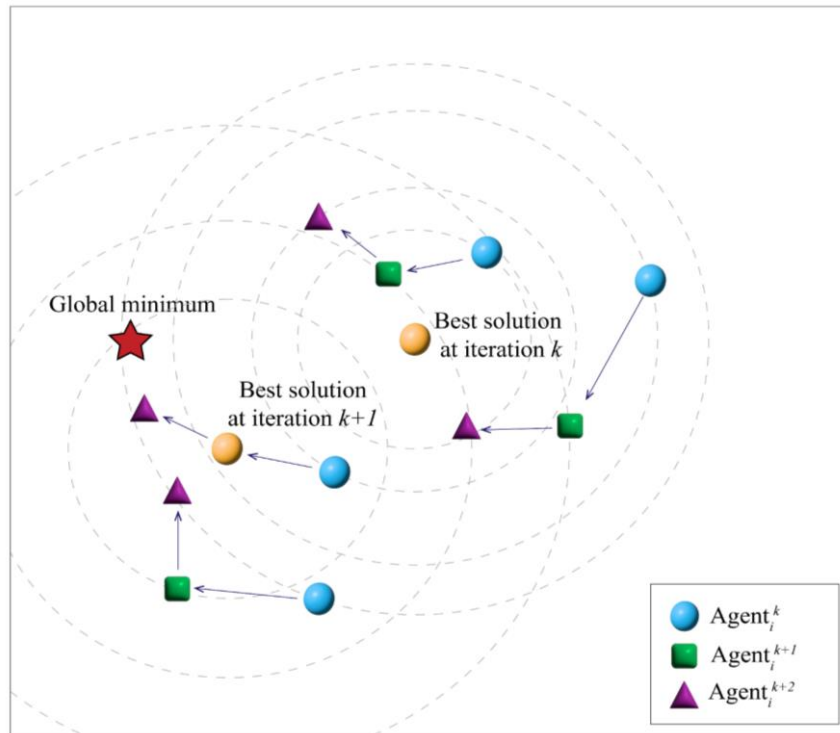 Global minimum
Best solution
at iteration k
Best solution
at iteration k+1
Agent_i^k
Agent_i^{k+1}
Agent_i^{k+2}